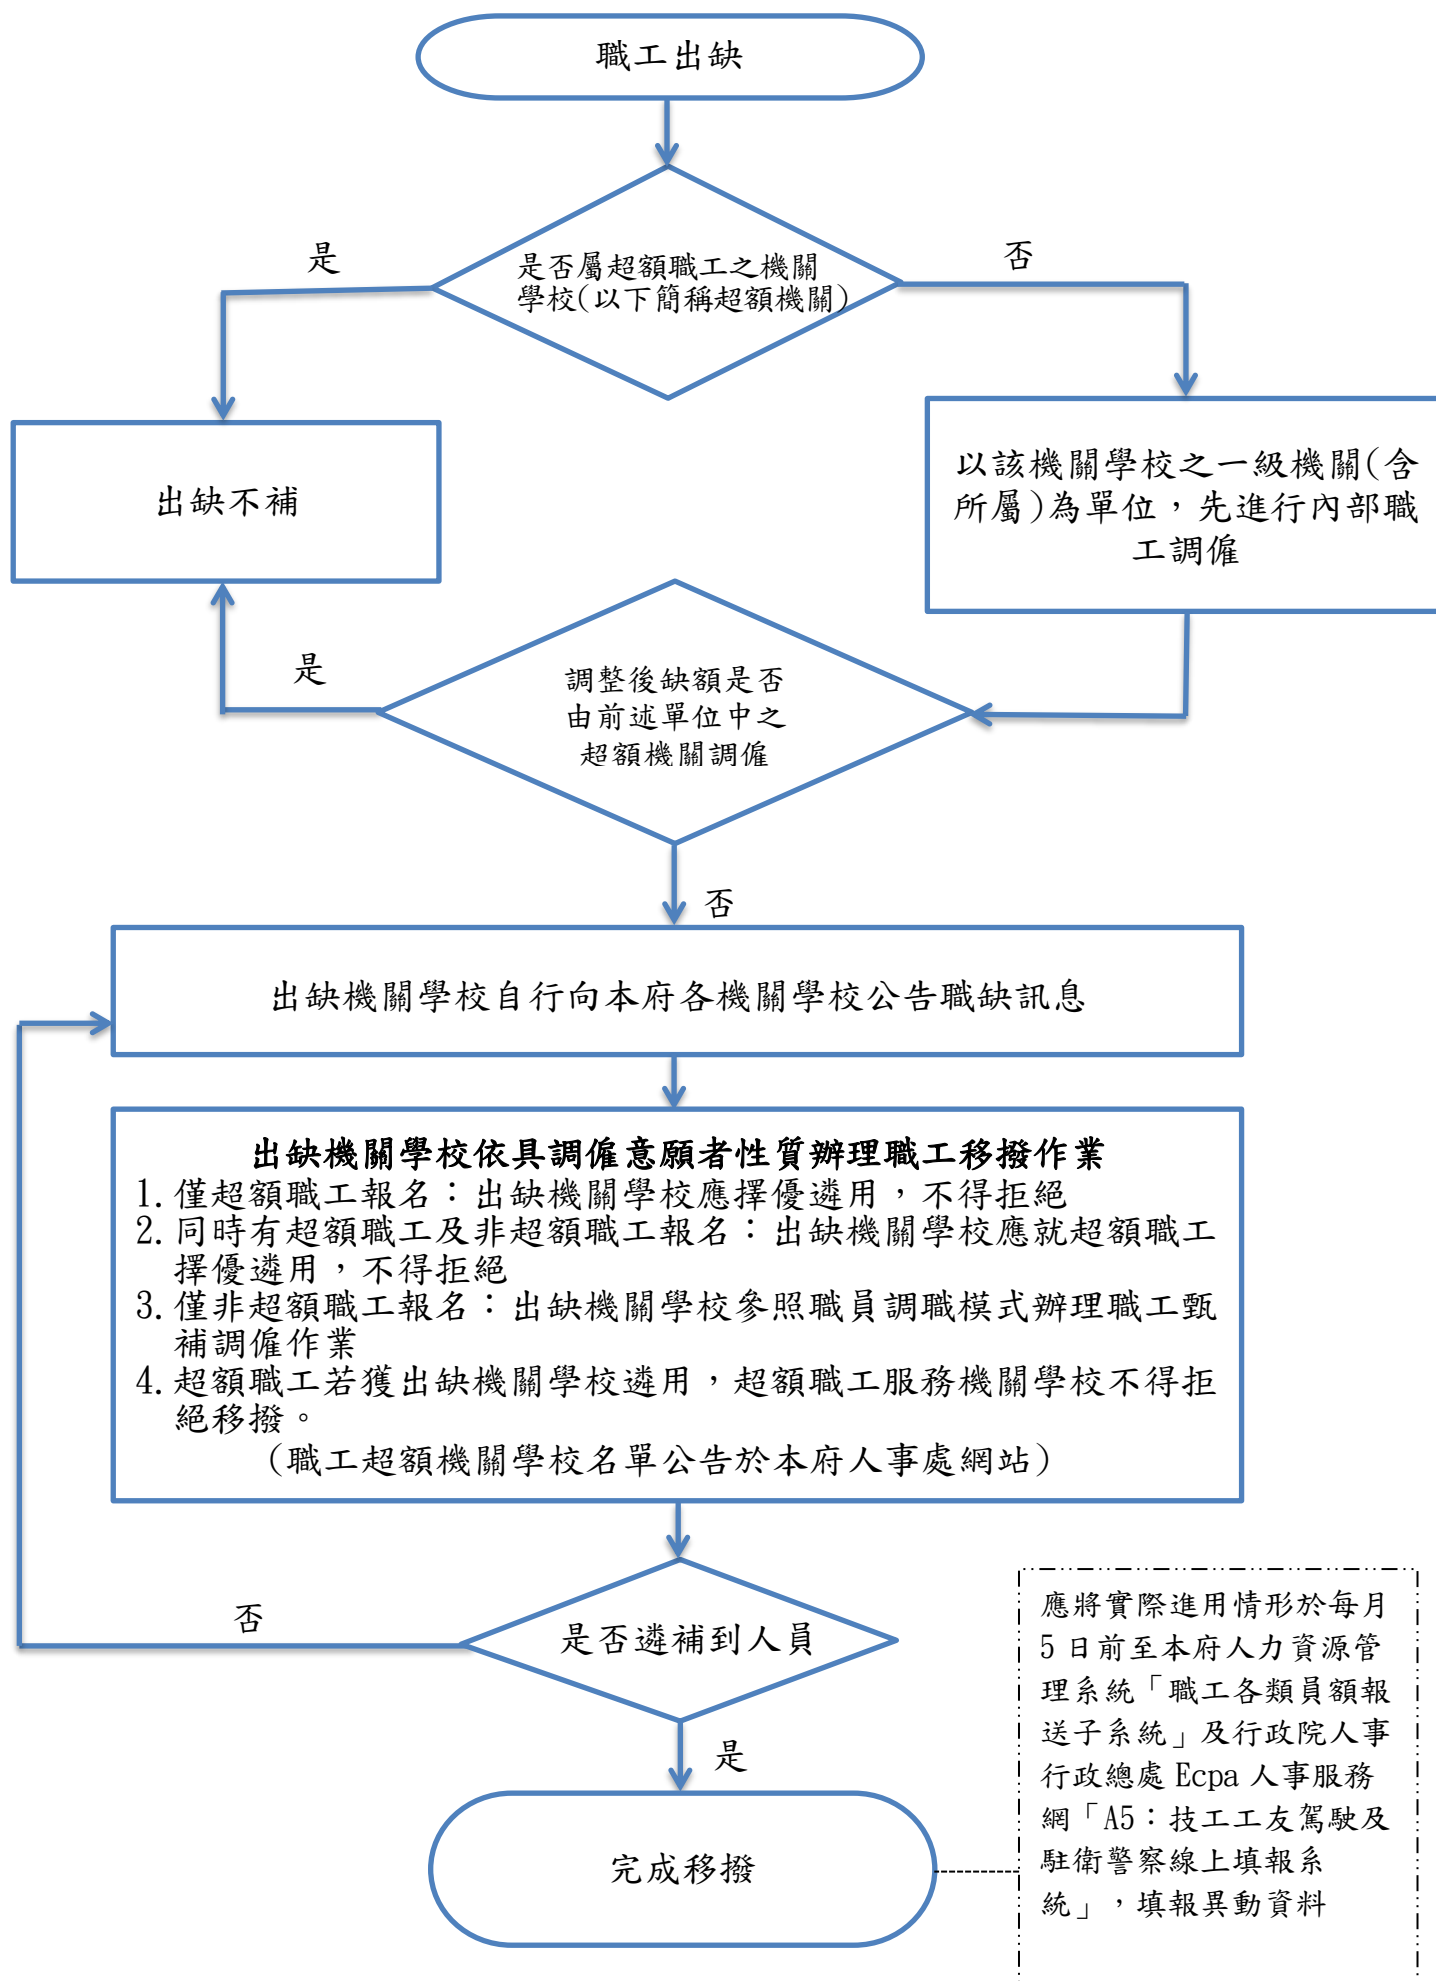 職工出缺
是否屬超額職工之機關
學校(以下簡稱超額機關)
是
否
出缺不補
以該機關學校之一級機關(含
所屬)為單位，先進行內部職
工調僱
調整後缺額是否
由前述單位中之
超額機關調僱
是
否
出缺機關學校自行向本府各機關學校公告職缺訊息
出缺機關學校依具調僱意願者性質辦理職工移撥作業
1.僅超額職工報名：出缺機關學校應擇優遴用，不得拒絕
2.同時有超額職工及非超額職工報名：出缺機關學校應就超額職工
擇優遴用，不得拒絕
3.僅非超額職工報名：出缺機關學校參照職員調職模式辦理職工甄
補調僱作業
4.超額職工若獲出缺機關學校遴用，超額職工服務機關學校不得拒
絕移撥。
(職工超額機關學校名單公告於本府人事處網站)
是否遴補到人員
否
是
完成移撥
應將實際進用情形於每月
5日前至本府人力資源管
理系統「職工各類員額報
送子系統」及行政院人事
行政總處 Ecpa 人事服務
網「A5：技工工友駕駛及
駐衛警察線上填報系
統」，填報異動資料